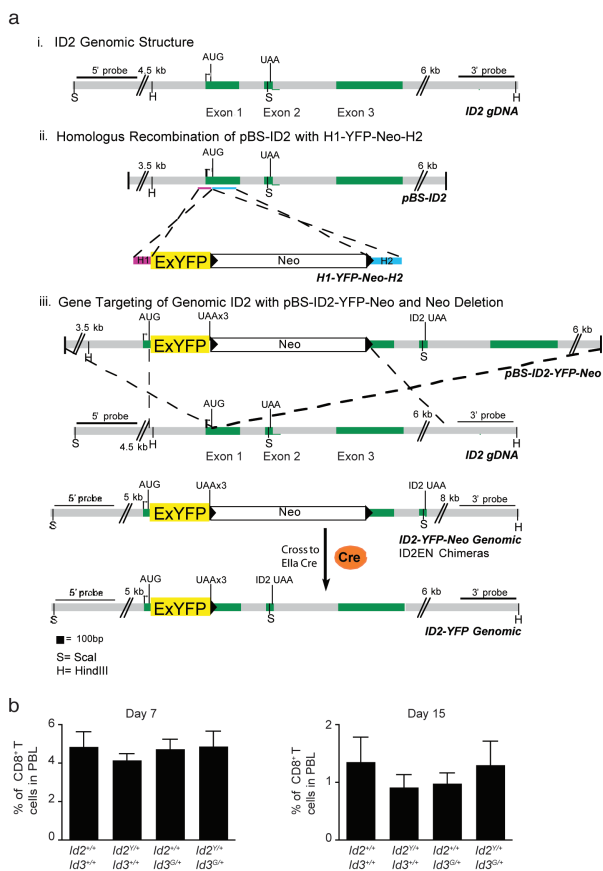 a
i. ID2 Genomic Structure
5' probe
4.5 kb
AUG
UAA
6 kb
3' probe
S
H
S
H
Exon 1
Exon 2
Exon 3
ID2 gDNA
ii. Homologus Recombination of pBS-ID2 with H1-YFP-Neo-H2
3.5 kb
AUG
UAA
6 kb
H
S
pBS-ID2
H1
ExYFP
Neo
H2
H1-YFP-Neo-H2
iii. Gene Targeting of Genomic ID2 with pBS-ID2-YFP-Neo and Neo Deletion
3.5 kb
AUG
UAAx3
ID2 UAA
6 kb
H
ExYFP
Neo
S
pBS-ID2-YFP-Neo
5' probe
AUG
UAA
6 kb
3' probe
S
4.5 kb
H
S
H
Exon 1
Exon 2
Exon 3
ID2 gDNA
5' probe
5 kb
AUG
UAAx3
ID2 UAA
8 kb
3' probe
S
ExYFP
Neo
S
H
ID2-YFP-Neo Genomic
ID2EN Chimeras
Cross to
EIIa Cre
Cre
5' probe
5 kb
AUG
UAAx3
ID2 UAA
6 kb
3' probe
S
ExYFP
S
H
ID2-YFP Genomic
= 100bp
S= ScaI
H= HindIII
b
Day 7
% of CD8+ T
cells in PBL
8
6
4
2
0
Id2+/+ Id2Y/+ Id2+/+ Id2Y/+
Id3+/+ Id3+/+ Id3G/+ Id3G/+
Day 15
% of CD8+ T
cells in PBL
2
1
0
Id2+/+ Id2Y/+ Id2+/+ Id2Y/+
Id3+/+ Id3+/+ Id3G/+ Id3G/+